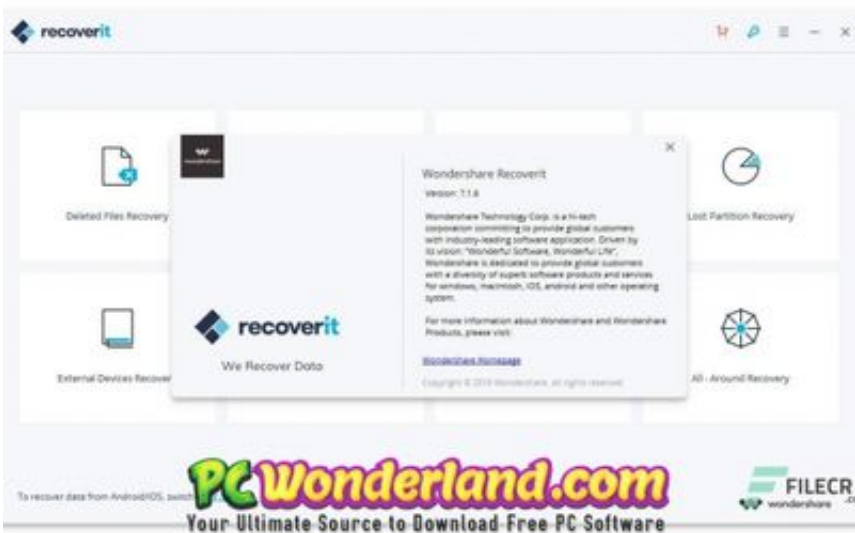 recoverit
Deleted Files Recovery
Lost Partition Recovery
External Devices Recover
All - Around Recovery
Wondershare Recoverit
Version: 7.1.6
Wondershare Technology Corp. is a hi-tech
corporation committing to provide global customers
with industry-leading software application. Driven by
its vision: "Wonderful Software, Wonderful Life",
Wondershare is dedicated to provide global customers
with a diversity of superb software products and services
for windows, macintosh, iOS, android and other operating
system.
For more information about Wondershare and Wondershare
Products, please visit:
Wondershare Homepage
Copyright © Wondershare. All rights reserved.
recoverit
We Recover Data
To recover data from Android/iOS, switch
PCWonderland.com
Your Ultimate Source to Download Free PC Software
FILECR
wondershare